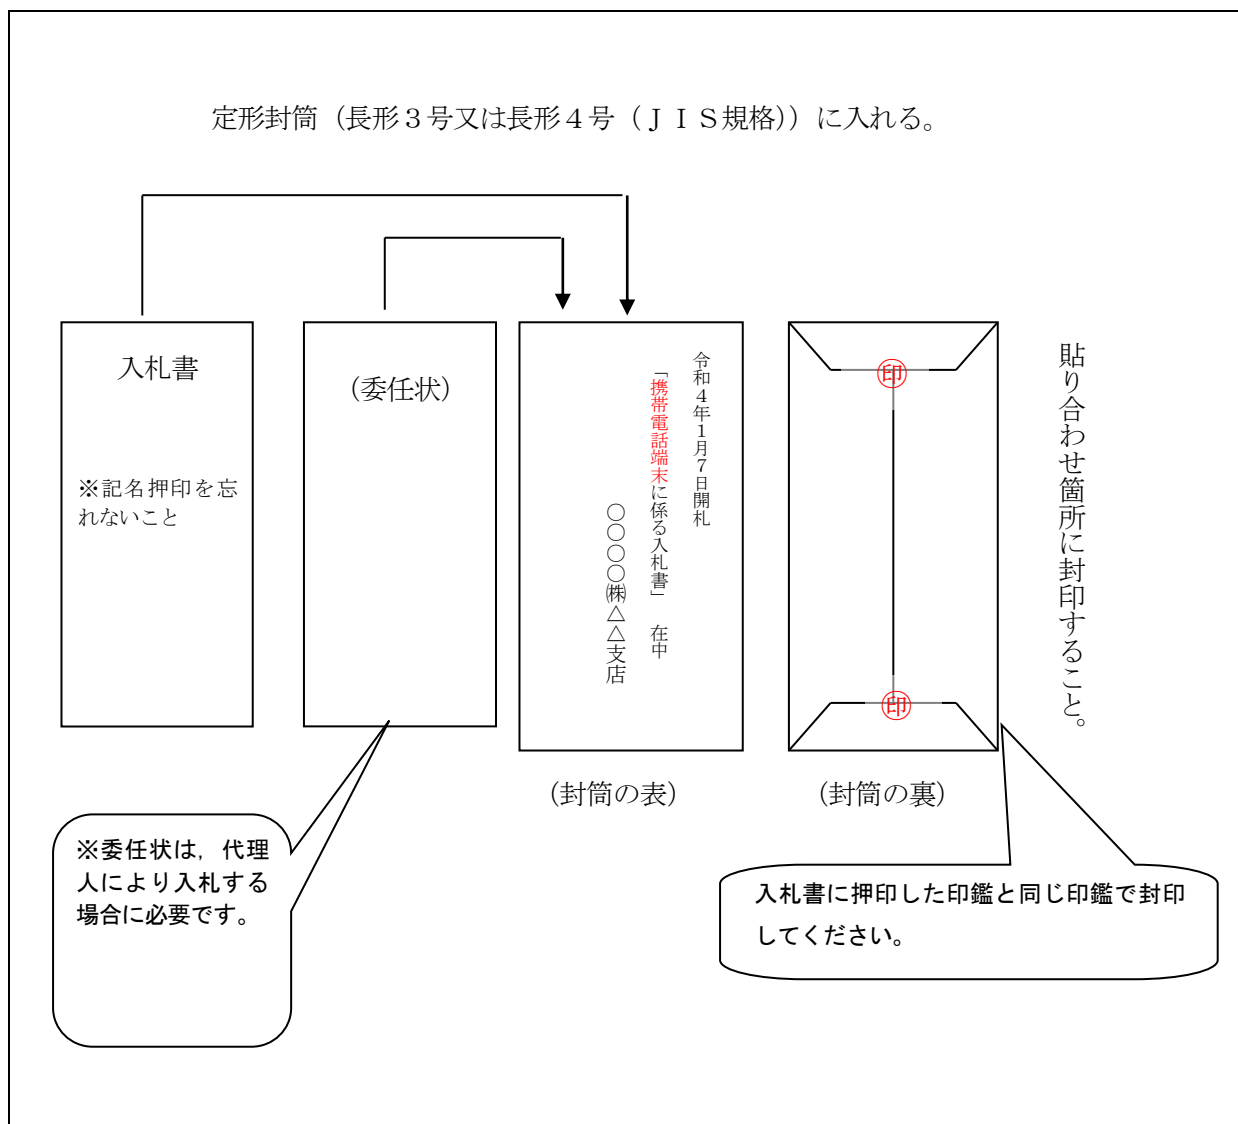 定形封筒（長形３号又は長形４号（ＪＩＳ規格））に入れる。
入札書
※記名押印を忘
れないこと
（委任状）
令和４年１月７日開札
「携帯電話端末に係る入札書」　在中
〇〇〇〇㈱△△支店
印
印
貼り合わせ箇所に封印すること。
（封筒の表）
（封筒の裏）
※委任状は，代理
人により入札する
場合に必要です。
入札書に押印した印鑑と同じ印鑑で封印
してください。